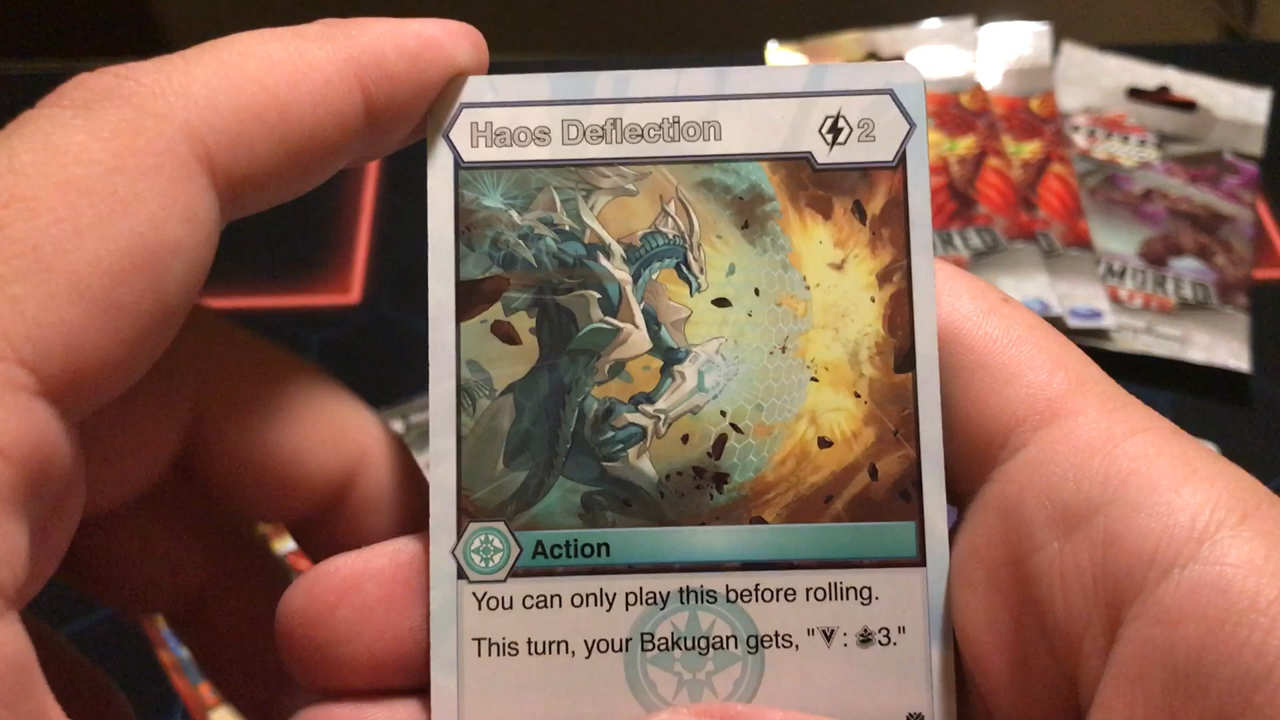 Haos Deflection 2
Action
You can only play this before rolling.
This turn, your Bakugan gets, ": 3."